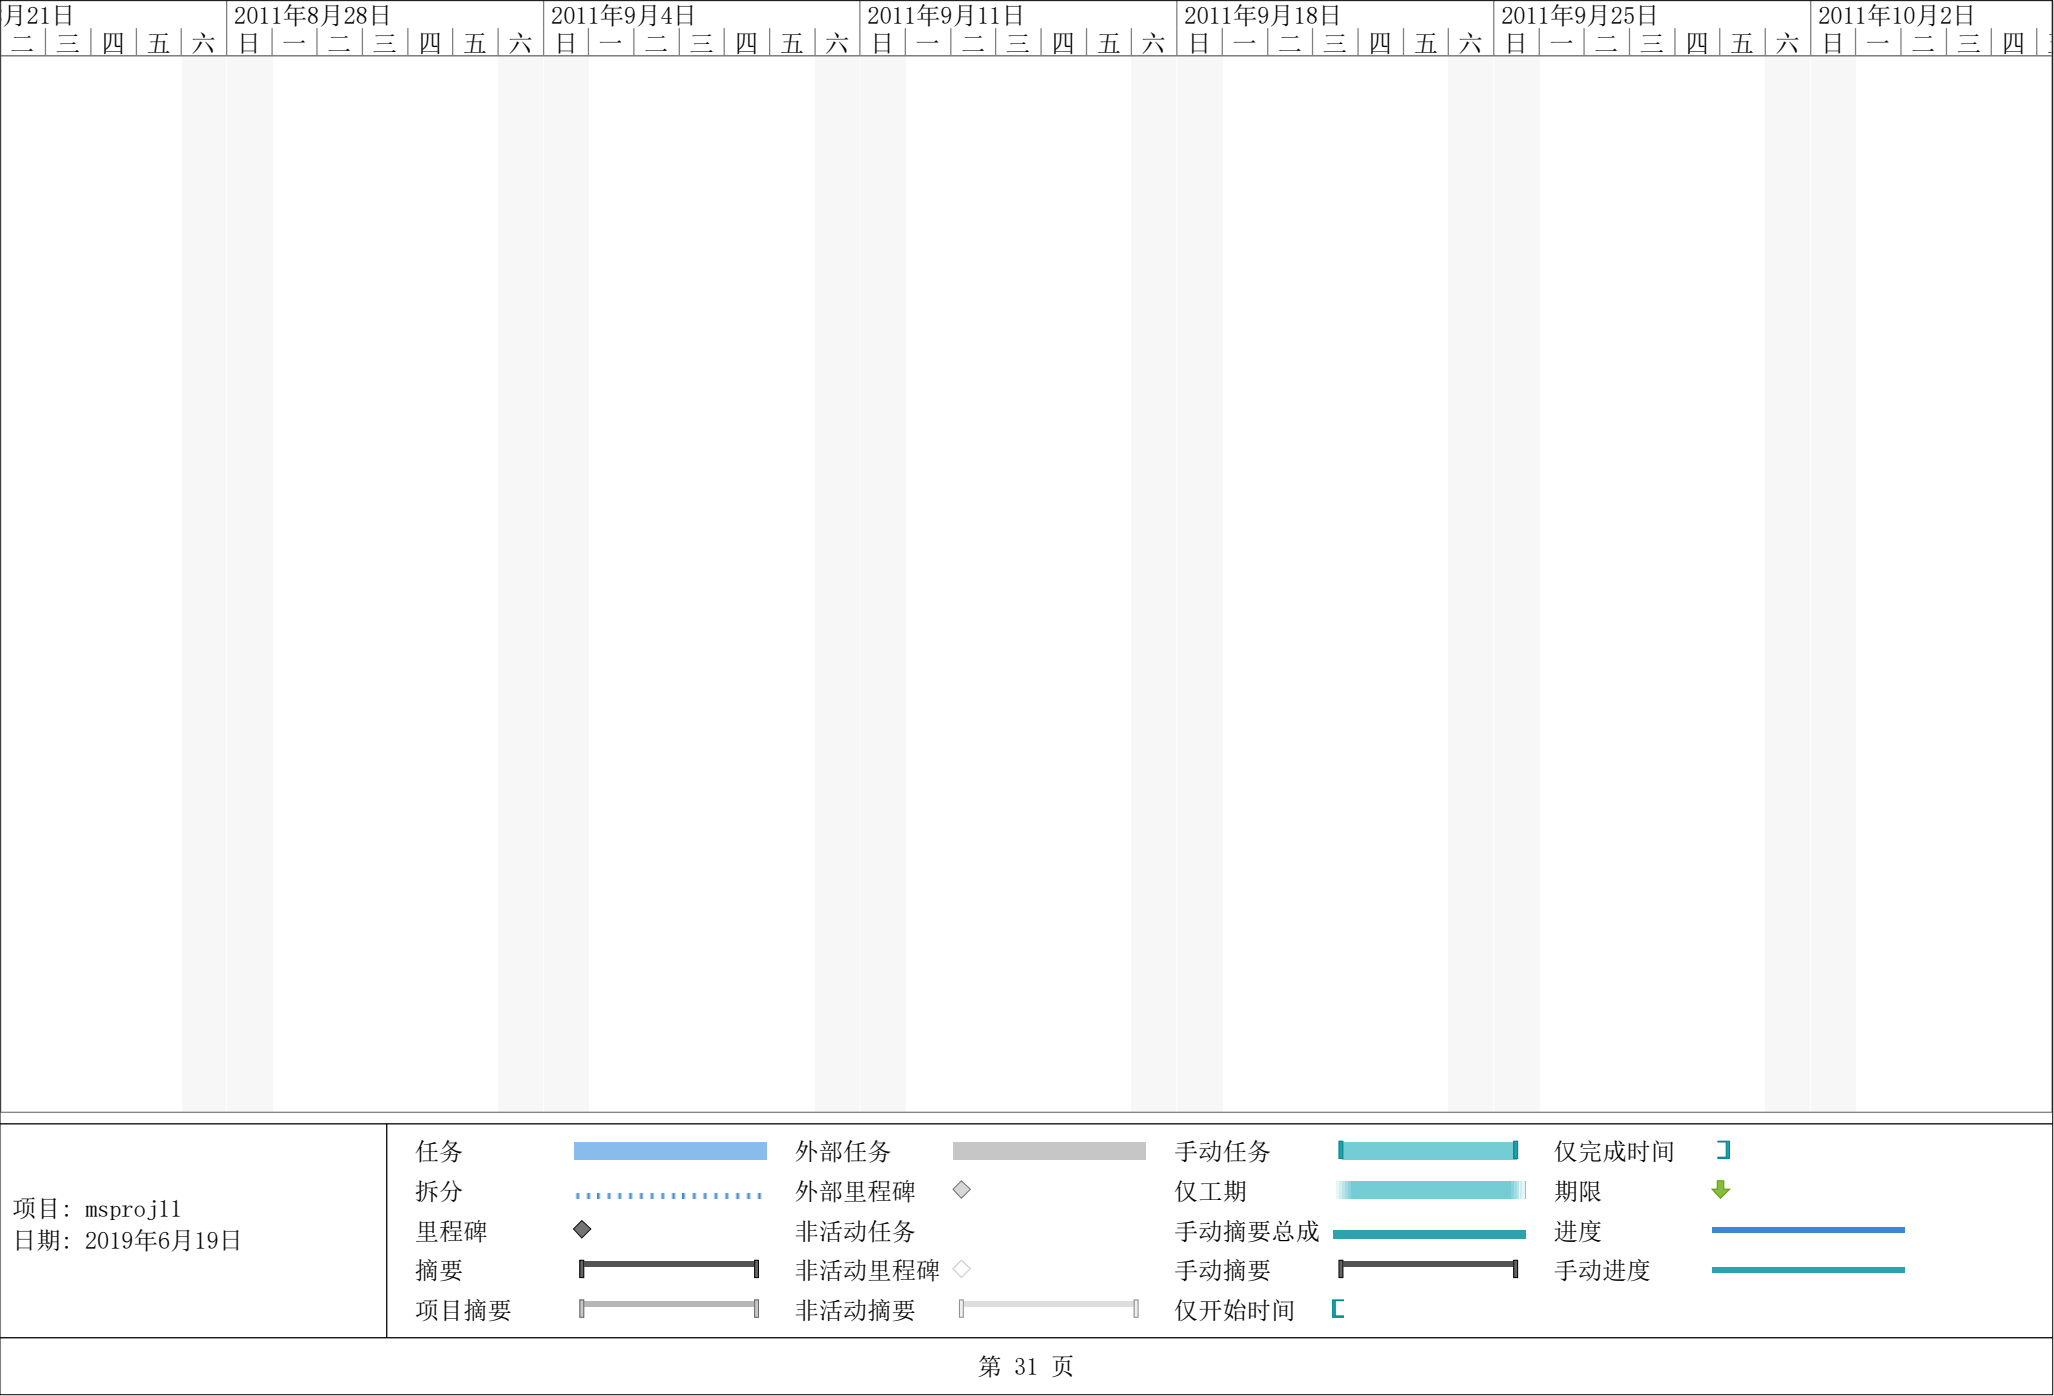 月21日 2011年8月28日 2011年9月4日 2011年9月11日 2011年9月18日 2011年9月25日 2011年10月2日
二 三 四 五 六 日 一 二 三 四 五 六 日 一 二 三 四 五 六 日 一 二 三 四 五 六 日 一 二 三 四 五 六 日 一 二 三 四 五 六 日 一 二 三 四
任务 外部任务 手动任务 仅完成时间
拆分 外部里程碑 仅工期 期限
项目: msproj11
里程碑 非活动任务 手动摘要总成 进度
日期: 2019年6月19日
摘要 非活动里程碑 手动摘要 手动进度
项目摘要 非活动摘要 仅开始时间
第 31 页